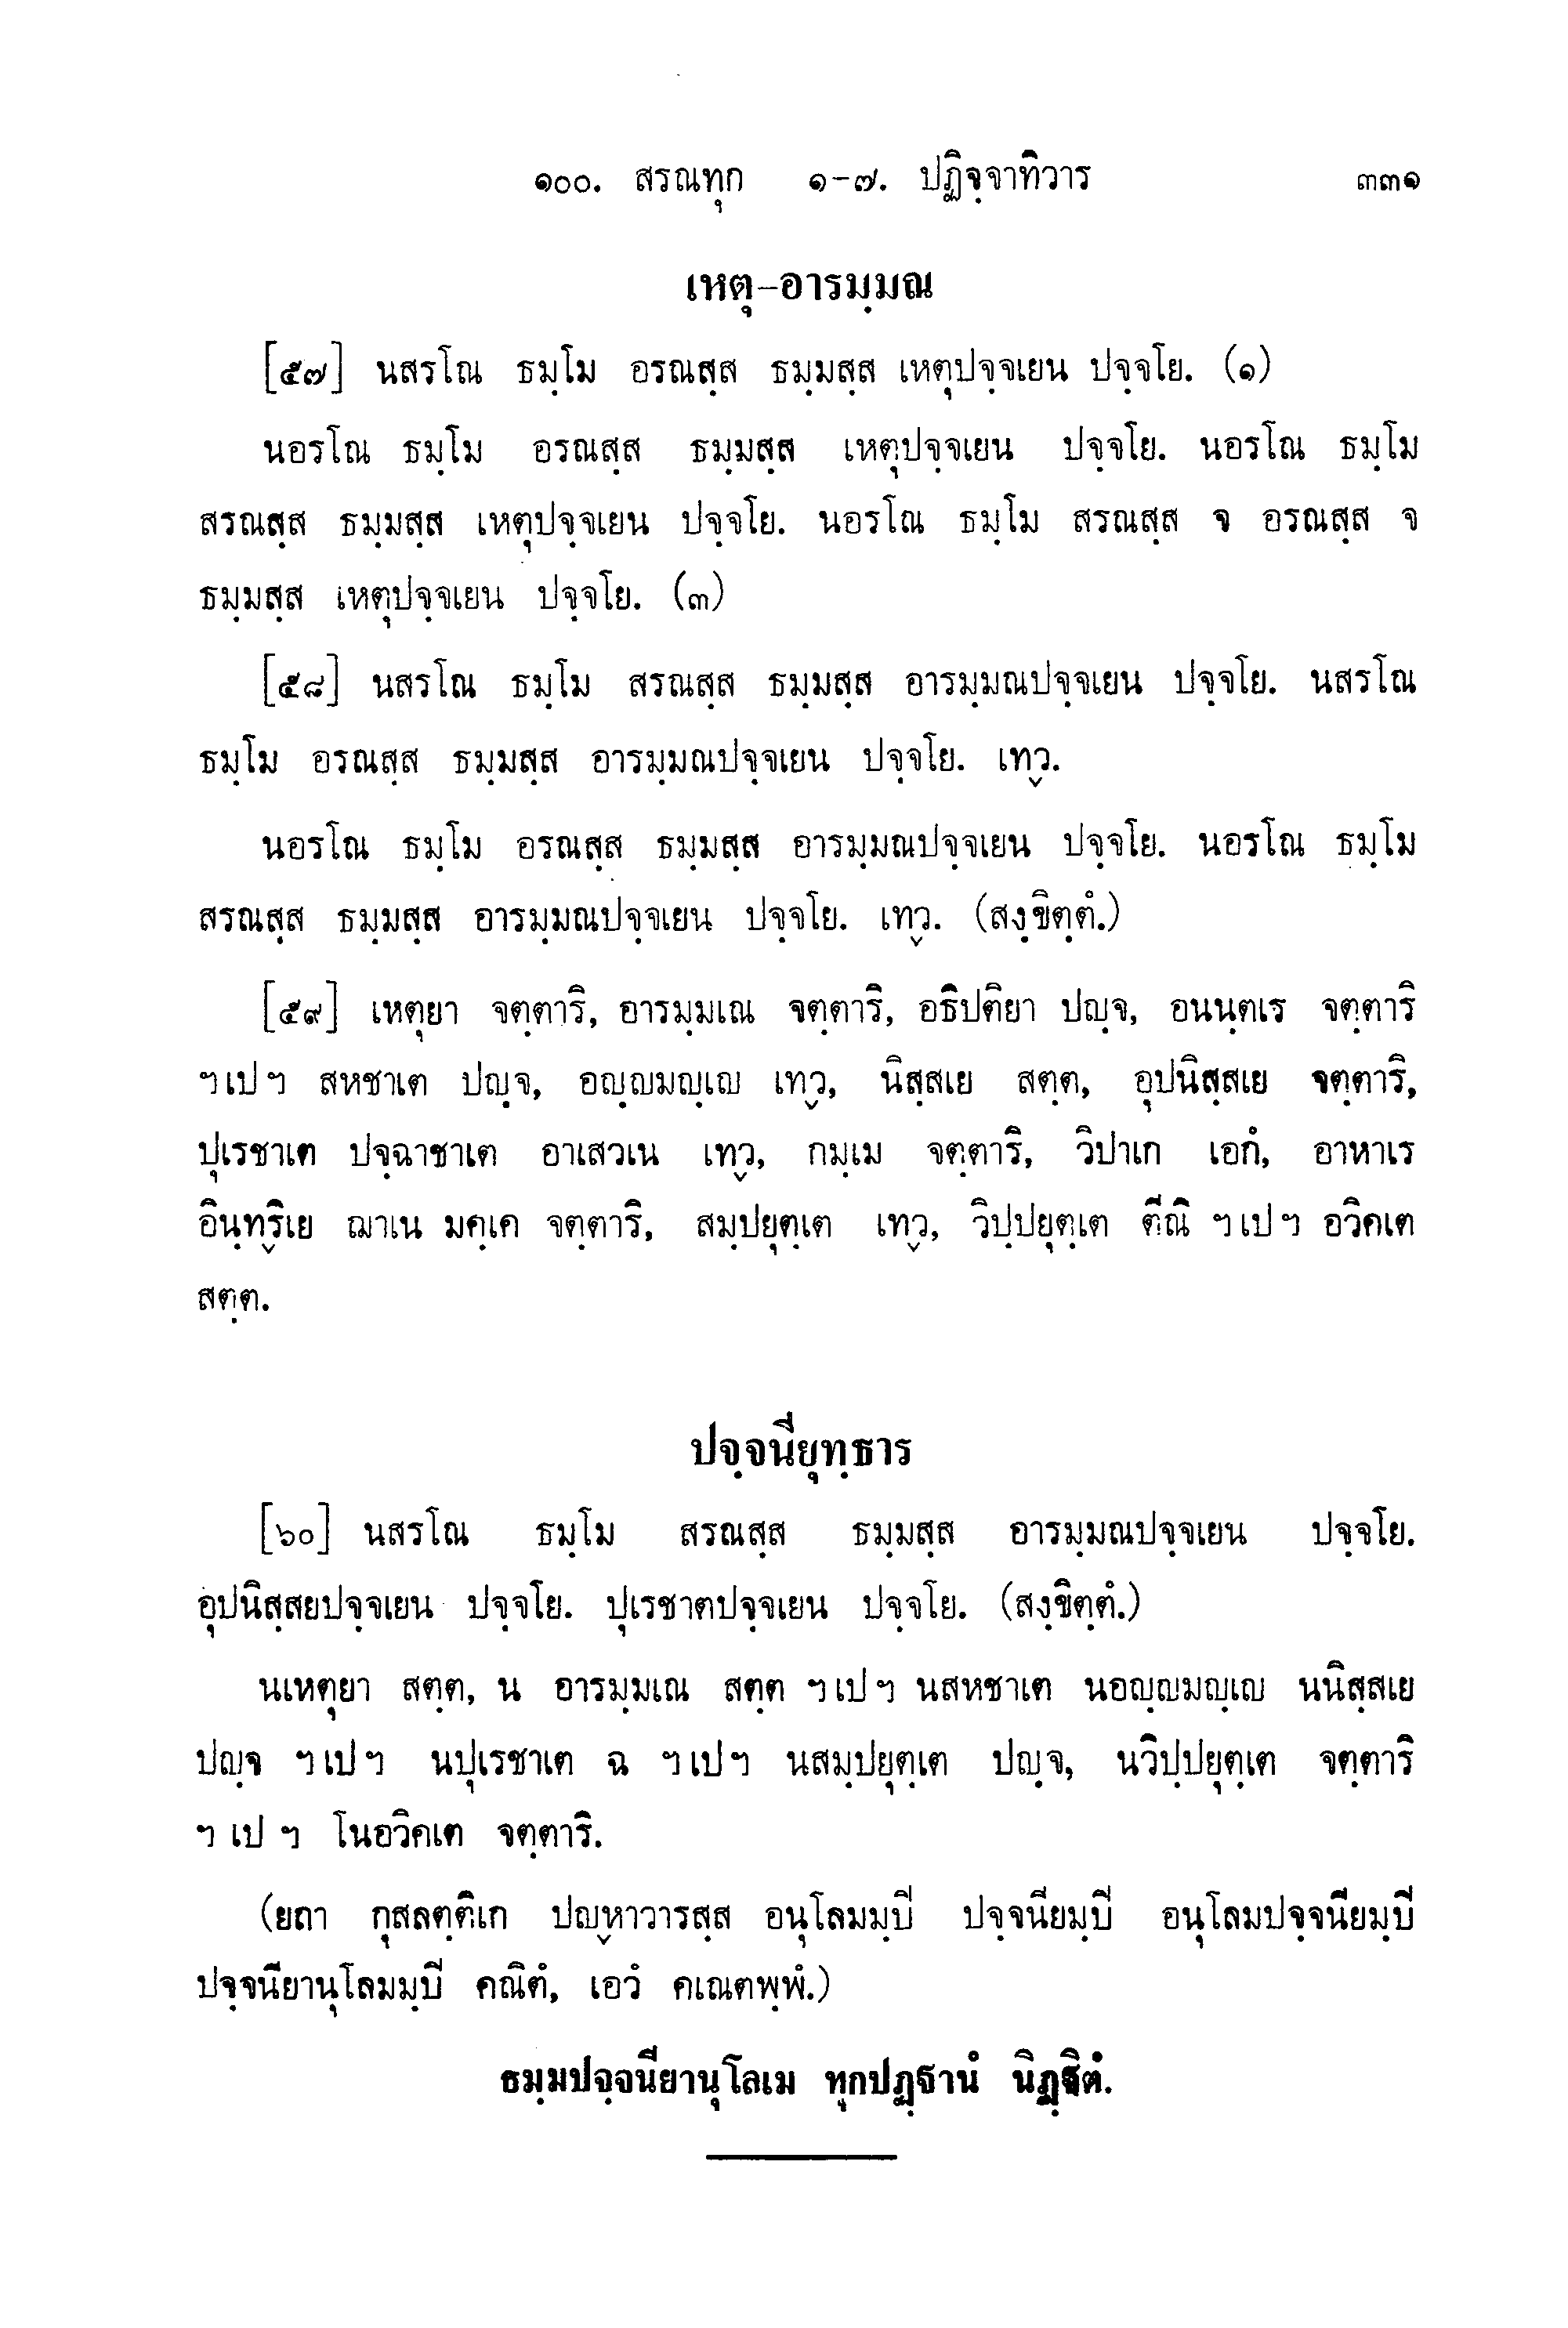 ๑๐๐. สรณทุก ๑-๗. ปฏิจฺจาทิวาร ๓๓๑
เหตุ-อารมฺมณ
[๕๗] นสรโณ ธมฺโม อรณสฺส ธมฺมสฺส เหตุปจฺจเยน ปจฺจโย. (๑)
นอรโณ ธมฺโม อรณสฺส ธมฺมสฺส เหตุปจฺจเยน ปจฺจโย. นอรโณ ธมฺโม
สรณสฺส ธมฺมสฺส เหตุปจฺจเยน ปจฺจโย. นอรโณ ธมฺโม สรณสฺส จ อรณสฺส จ
ธมฺมสฺส เหตุปจฺจเยน ปจฺจโย. (๓)
[๕๘] นสรโณ ธมฺโม สรณสฺส ธมฺมสฺส อารมฺมณปจฺจเยน ปจฺจโย. นสรโณ
ธมฺโม อรณสฺส ธมฺมสฺส อารมฺมณปจฺจเยน ปจฺจโย. เทฺว.
นอรโณ ธมฺโม อรณสฺส ธมฺมสฺส อารมฺมณปจฺจเยน ปจฺจโย. นอรโณ ธมฺโม
สรณสฺส ธมฺมสฺส อารมฺมณปจฺจเยน ปจฺจโย. เทฺว. (สงฺขิตฺตํ.)
[๕๙] เหตุยา จตฺตาริ, อารมฺมเณ จตฺตาริ, อธิปติยา ปญฺจ, อนนฺตเร จตฺตาริ
ฯเปฯ สหชาเต ปญฺจ, อญฺญมญฺเญ เทฺว, นิสฺสเย สตฺต, อุปนิสฺสเย จตฺตาริ,
ปุเรชาเต ปจฺฉาชาเต อาเสวเน เทฺว, กมฺเม จตฺตาริ, วิปาเก เอกํ, อาหาเร
อินฺทฺริเย ฌาเน มคฺเค จตฺตาริ, สมฺปยุตฺเต เทฺว, วิปฺปยุตฺเต ตีณิ ฯเปฯ อวิคเต
สตฺต.
ปจฺจนียุทฺธาร
[๖๐] นสรโณ ธมฺโม สรณสฺส ธมฺมสฺส อารมฺมณปจฺจเยน ปจฺจโย.
อุปนิสฺสยปจฺจเยน ปจฺจโย. ปุเรชาตปจฺจเยน ปจฺจโย. (สงฺขิตฺตํ.)
นเหตุยา สตฺต, น อารมฺมเณ สตฺต ฯเปฯ นสหชาเต นอญฺญมญฺเญ นนิสฺสเย
ปญฺจ ฯเปฯ นปุเรชาเต ฉ ฯเปฯ นสมฺปยุตฺเต ปญฺจ, นวิปฺปยุตฺเต จตฺตาริ
ฯ เป ฯ โนอวิคเต จตฺตาริ.
(ยถา กุสลตฺติเก ปญฺหาวารสฺส อนุโลมมฺปี ปจฺจนียมฺปี อนุโลมปจฺจนียมฺปี
ปจฺจนียานุโลมมฺปี คณิตํ, เอวํ คเณตพฺพํ.)
ธมฺมปจฺจนียานุโลเม ทุกปฏฺฐานํ นิฏฺฐิตํ.